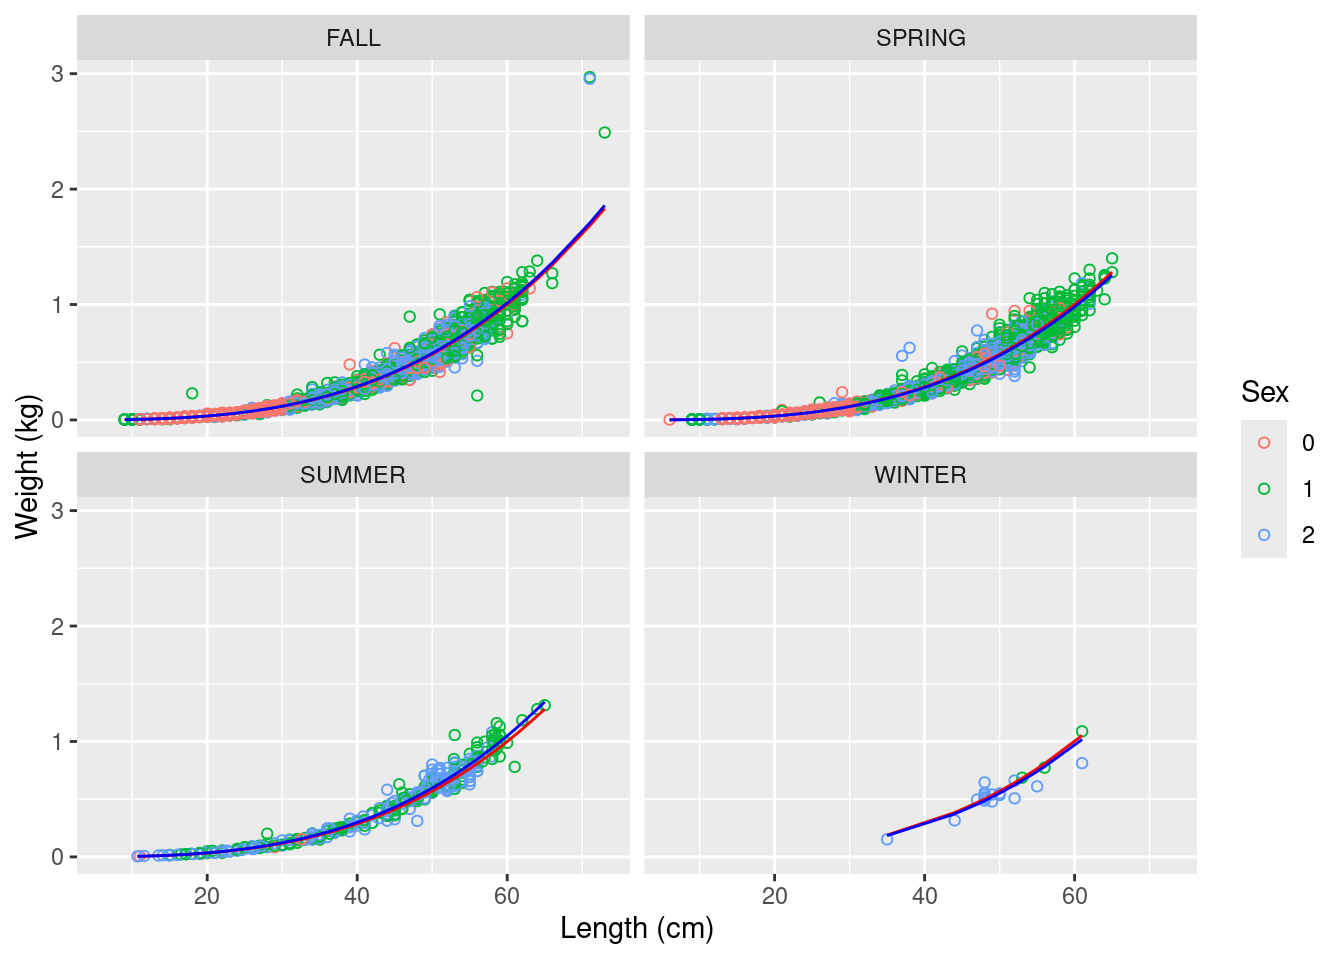 FALL
SPRING
3
2
1
0
SUMMER
WINTER
3
2
1
0
20
40
60
20
40
60
Length (cm)
Weight (kg)
Sex
0
1
2